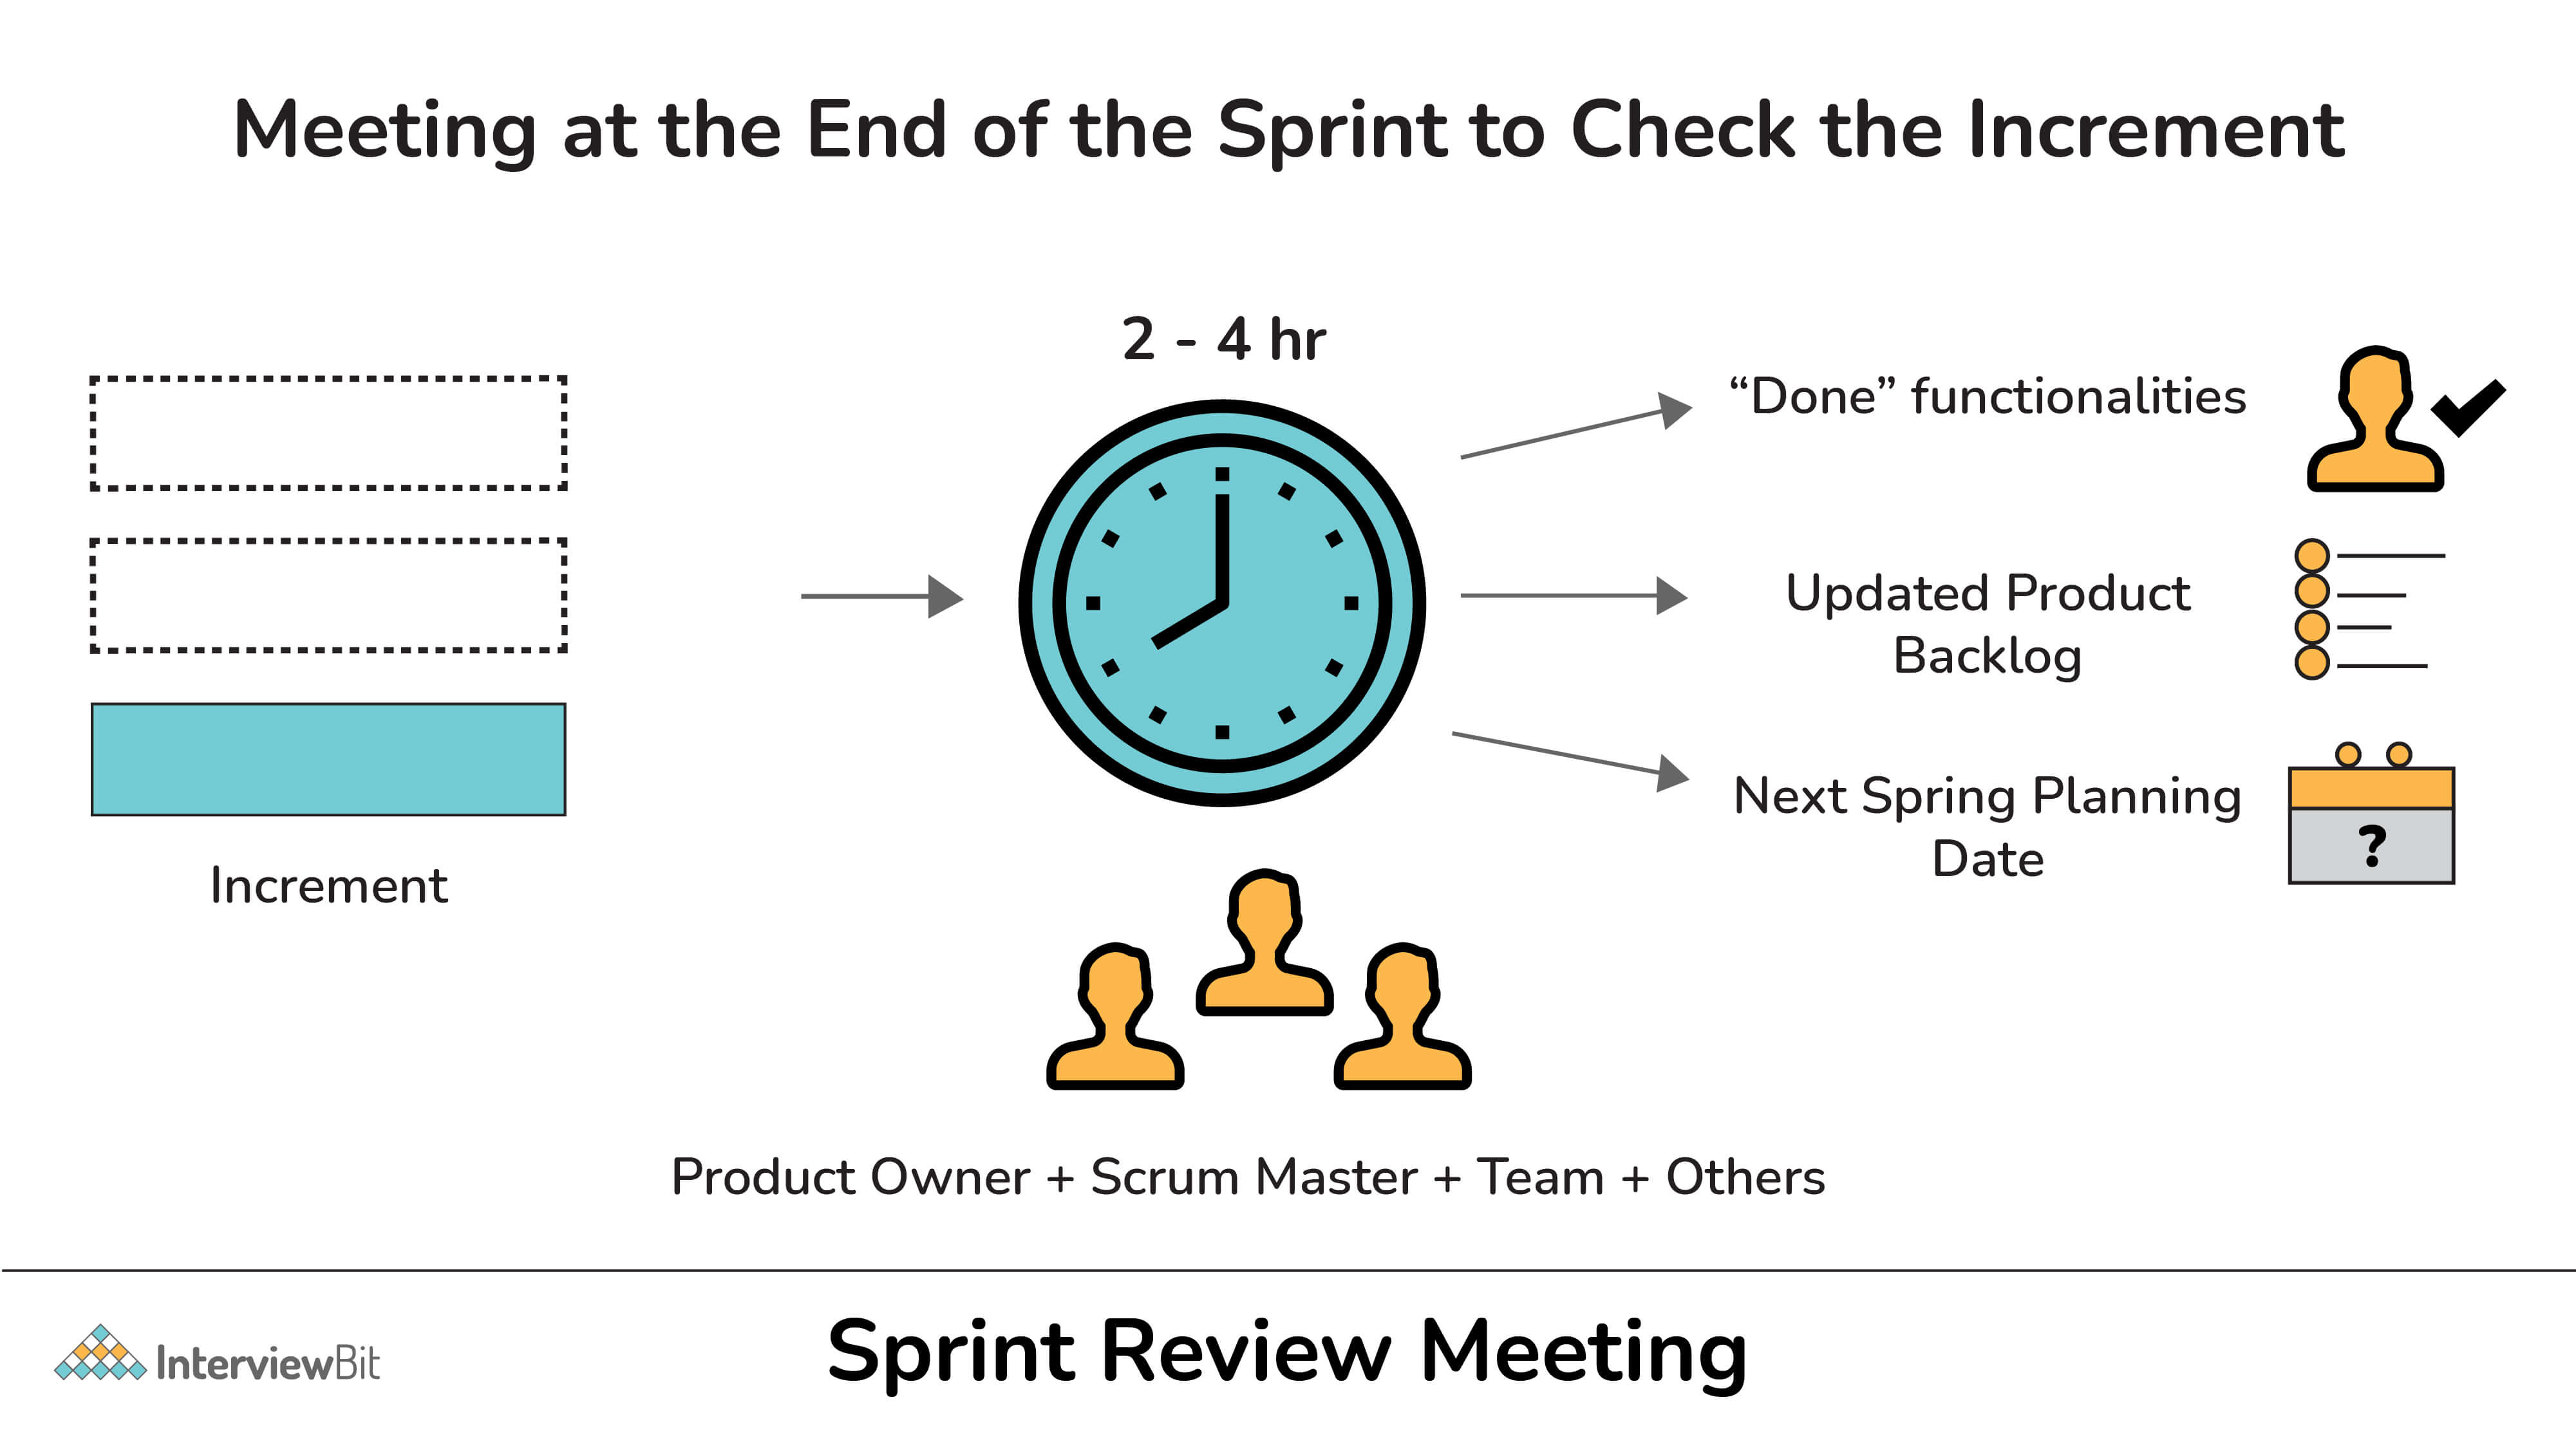 Meeting at the End of the Sprint to Check the Increment
2 - 4 hr
Increment
“Done” functionalities
Updated Product
Backlog
Next Spring Planning
Date
?
Product Owner + Scrum Master + Team + Others
InterviewBit
Sprint Review Meeting